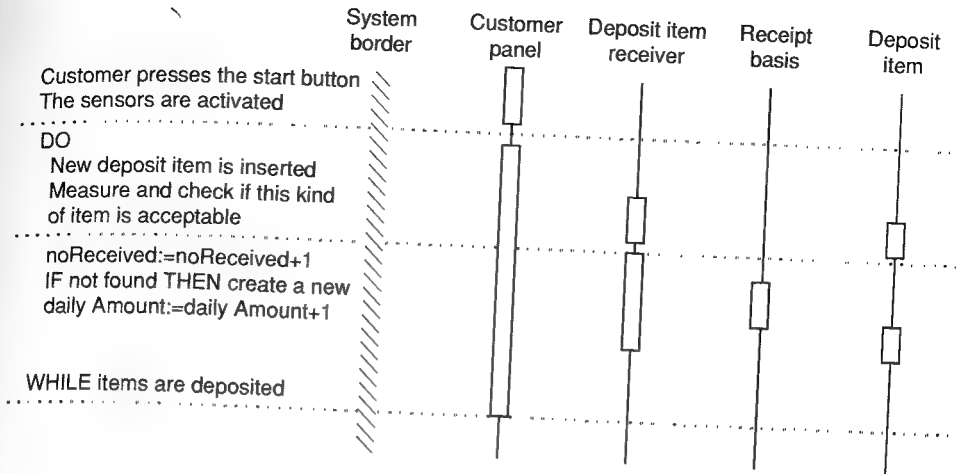 System
border
Customer
panel
Deposit item
receiver
Receipt
basis
Deposit
item
Customer presses the start button
The sensors are activated
DO
New deposit item is inserted
Measure and check if this kind
of item is acceptable
noReceived:=noReceived+1
IF not found THEN create a new
daily Amount:=daily Amount+1
WHILE items are deposited